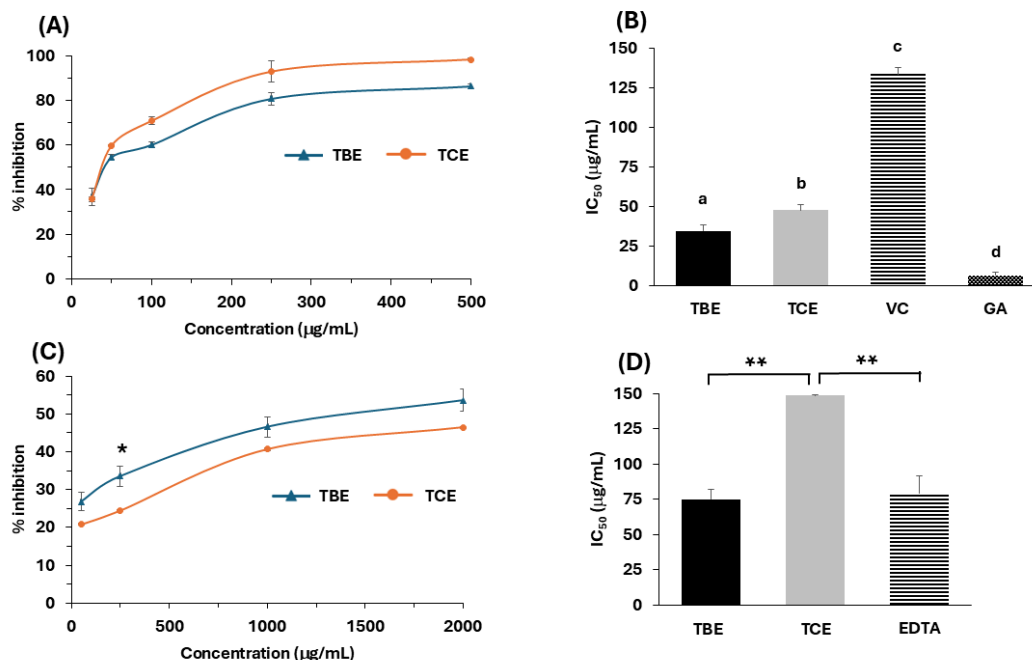 (A)
100
80
60
40
20
0
% inhibition
TBE TCE
0 100 200 300 400 500
Concentration (µg/mL)
(B)
150
125
100
75
50
25
0
IC₅₀ (µg/mL)
a b c d
TBE TCE VC GA
(C)
60
50
40
30
20
10
0
% inhibition
*
TBE TCE
0 500 1000 1500 2000
Concentration (µg/mL)
(D)
** **
150
125
100
75
50
25
0
IC₅₀ (µg/mL)
TBE TCE EDTA